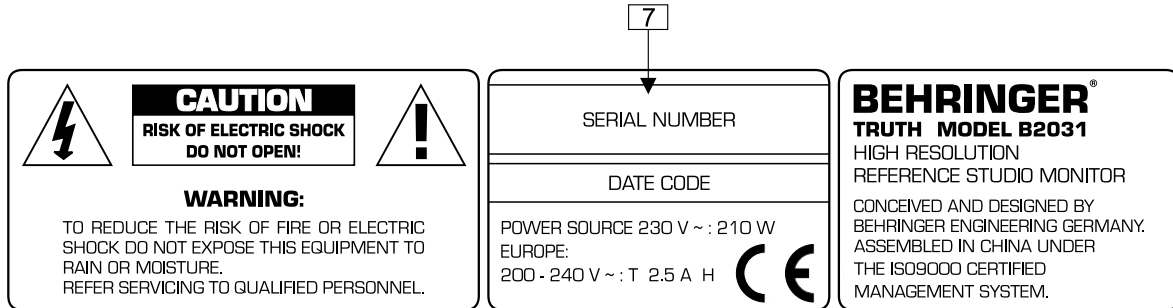 7
CAUTION
RISK OF ELECTRIC SHOCK
DO NOT OPEN!
WARNING:
TO REDUCE THE RISK OF FIRE OR ELECTRIC
SHOCK DO NOT EXPOSE THIS EQUIPMENT TO
RAIN OR MOISTURE.
REFER SERVICING TO QUALIFIED PERSONNEL.
SERIAL NUMBER
DATE CODE
POWER SOURCE 230 V ~ : 210 W
EUROPE:
200 - 240 V ~ : T 2.5 A H
CE
BEHRINGER®
TRUTH MODEL B2031
HIGH RESOLUTION
REFERENCE STUDIO MONITOR
CONCEIVED AND DESIGNED BY
BEHRINGER ENGINEERING GERMANY.
ASSEMBLED IN CHINA UNDER
THE ISO9000 CERTIFIED
MANAGEMENT SYSTEM.